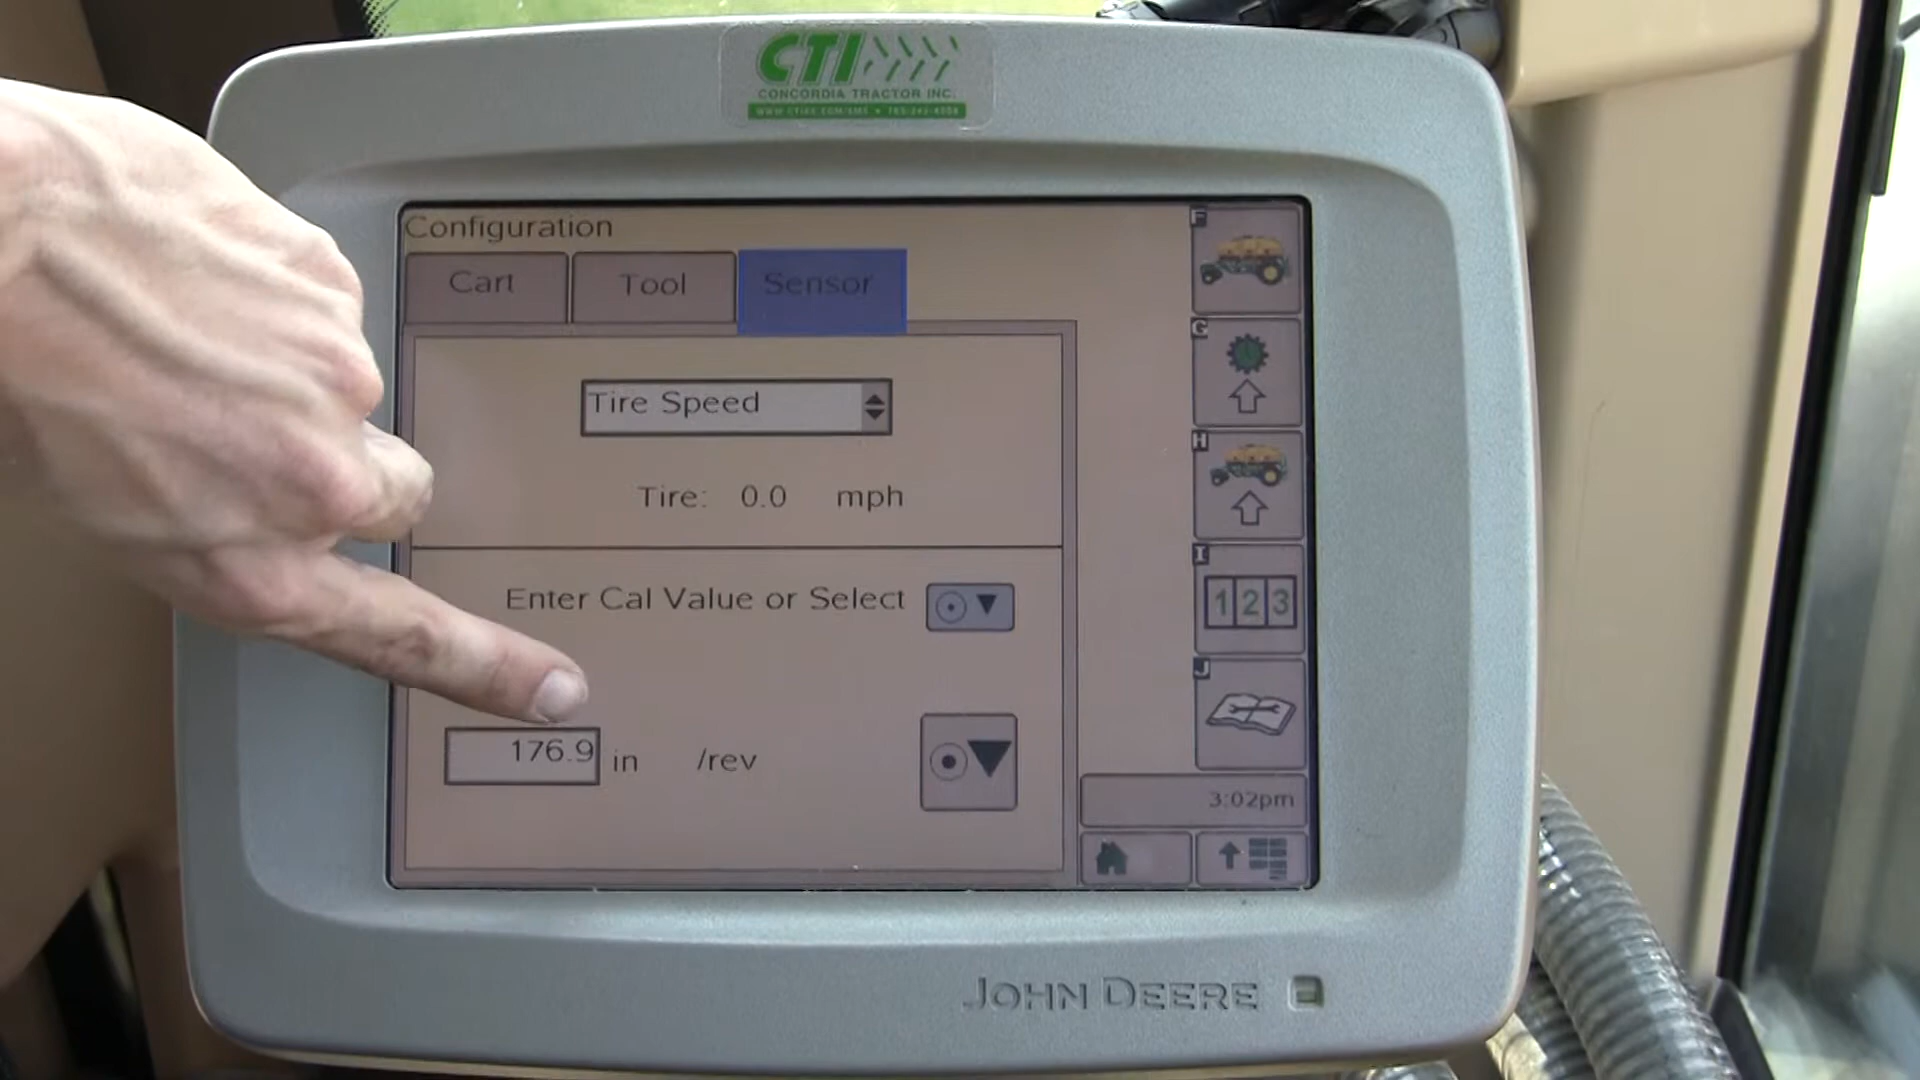 CTI
CONCORDIA TRACTOR INC.
Configuration
Cart
Tool
Sensor
Tire Speed
Tire: 0.0 mph
Enter Cal Value or Select
176.9 in /rev
F
G
H
I
123
J
3:02pm
JOHN DEERE